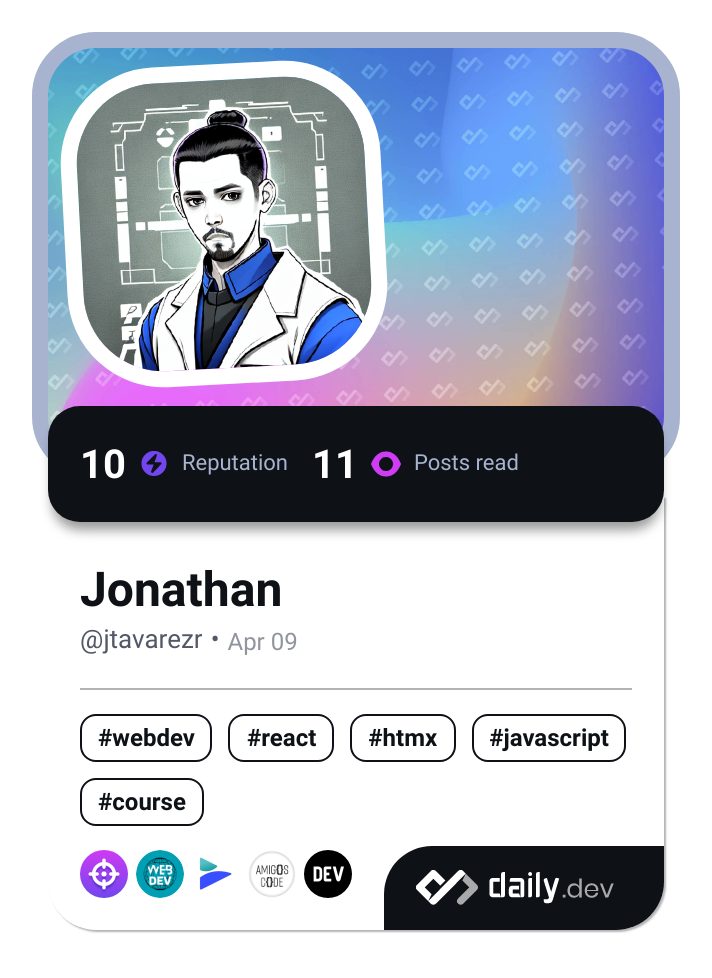 10 Reputation 11 Posts read
Jonathan
@jtavarezr • Apr 09
#webdev #react #htmx #javascript
#course
WEB DEV
AMIGOS CODE
DEV
daily.dev